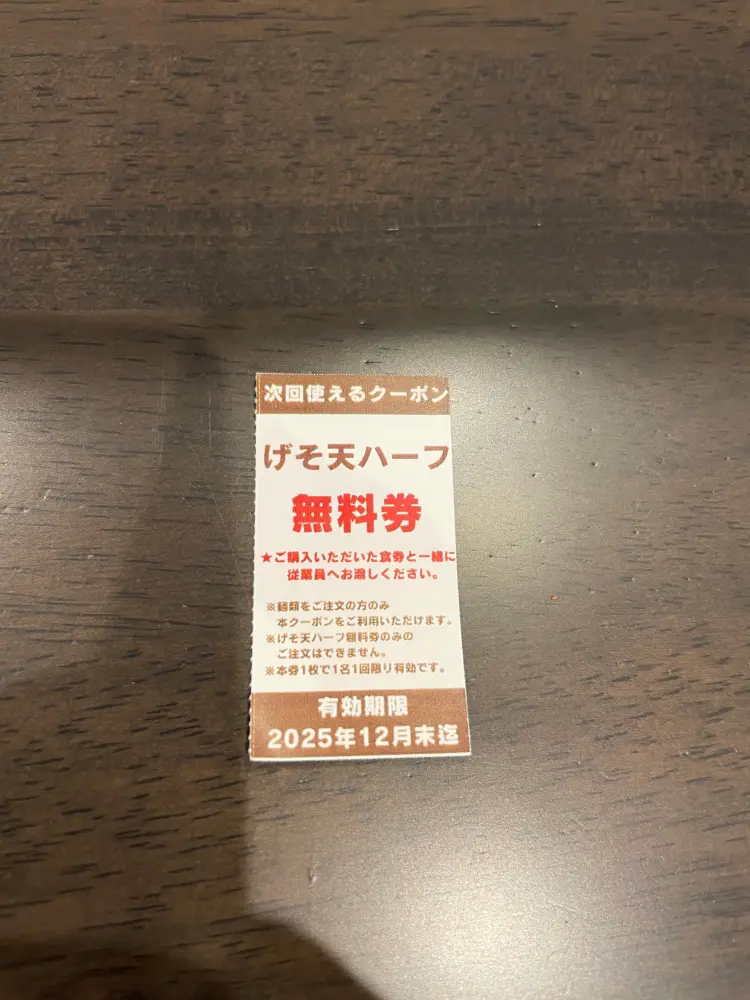 次回使えるクーポン
げそ天ハーフ
無料券
★ご購入いただいた食券と一緒に
従業員へお渡しください。
※麺類をご注文の方のみ
本クーポンをご利用いただけます。
※げそ天ハーフ無料券のみの
ご注文はできません。
※本券1枚で1名1回限り有効です。
有効期限
2025年12月末迄